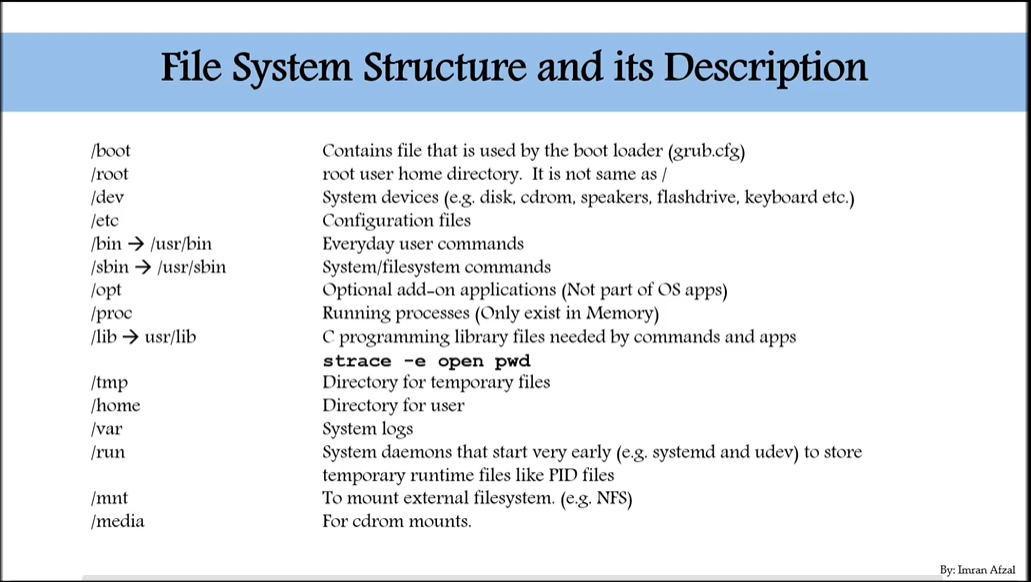 File System Structure and its Description
/boot Contains file that is used by the boot loader (grub.cfg)
/root root user home directory. It is not same as /
/dev System devices (e.g. disk, cdrom, speakers, flashdrive, keyboard etc.)
/etc Configuration files
/bin → /usr/bin Everyday user commands
/sbin → /usr/sbin System/filesystem commands
/opt Optional add-on applications (Not part of OS apps)
/proc Running processes (Only exist in Memory)
/lib → usr/lib C programming library files needed by commands and apps
strace -e open pwd
/tmp Directory for temporary files
/home Directory for user
/var System logs
/run System daemons that start very early (e.g. systemd and udev) to store
temporary runtime files like PID files
/mnt To mount external filesystem. (e.g. NFS)
/media For cdrom mounts.
By: Imran Afzal